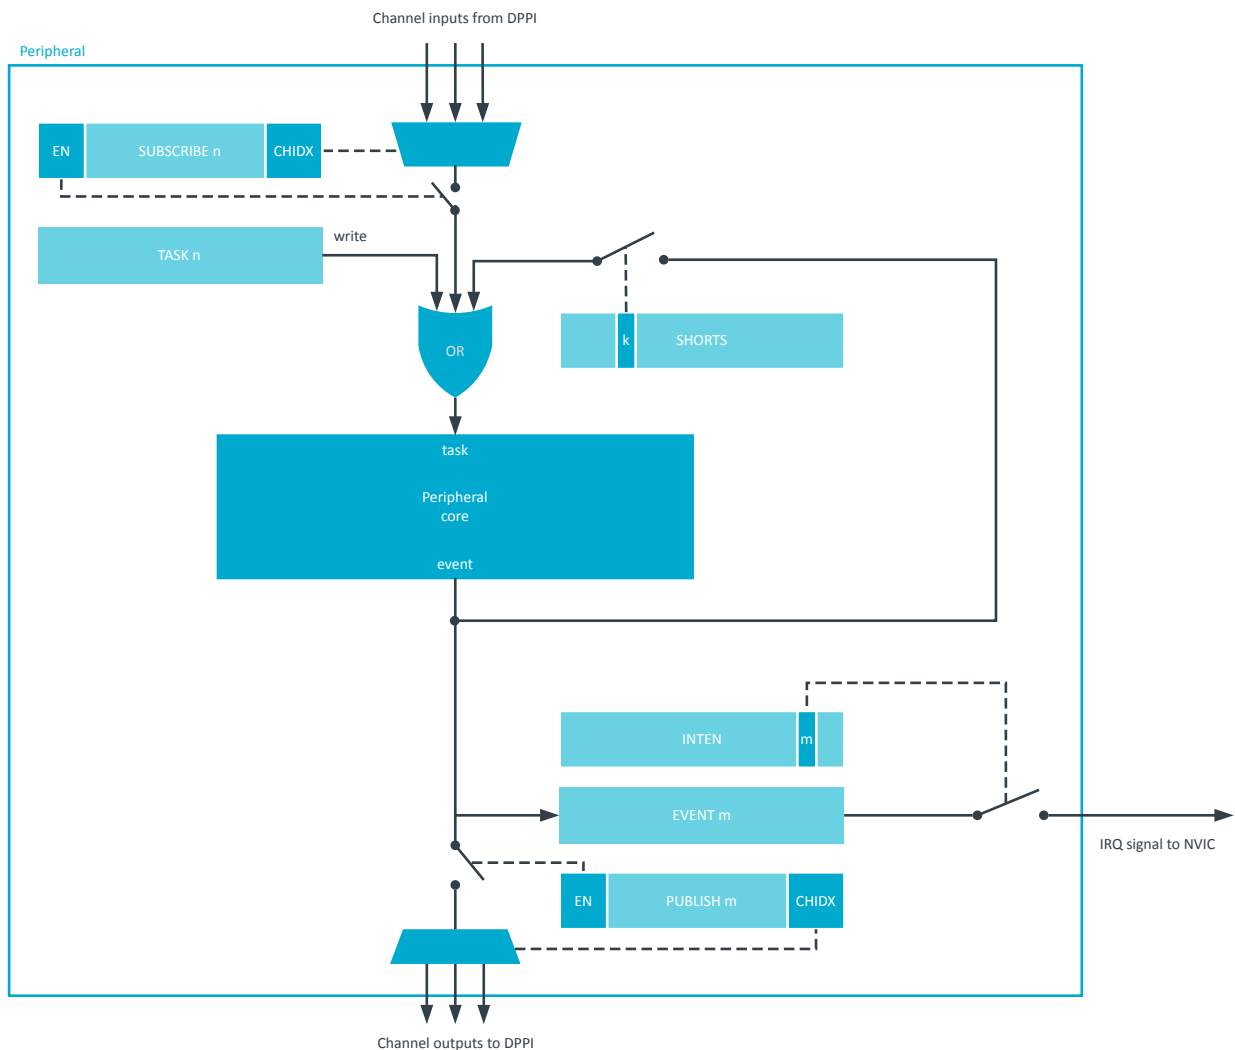 Channel inputs from DPPI
Peripheral
EN
SUBSCRIBE n
CHIDX
TASK n
write
OR
k
SHORTS
task
Peripheral
core
event
INTEN
m
EVENT m
IRQ signal to NVIC
EN
PUBLISH m
CHIDX
Channel outputs to DPPI